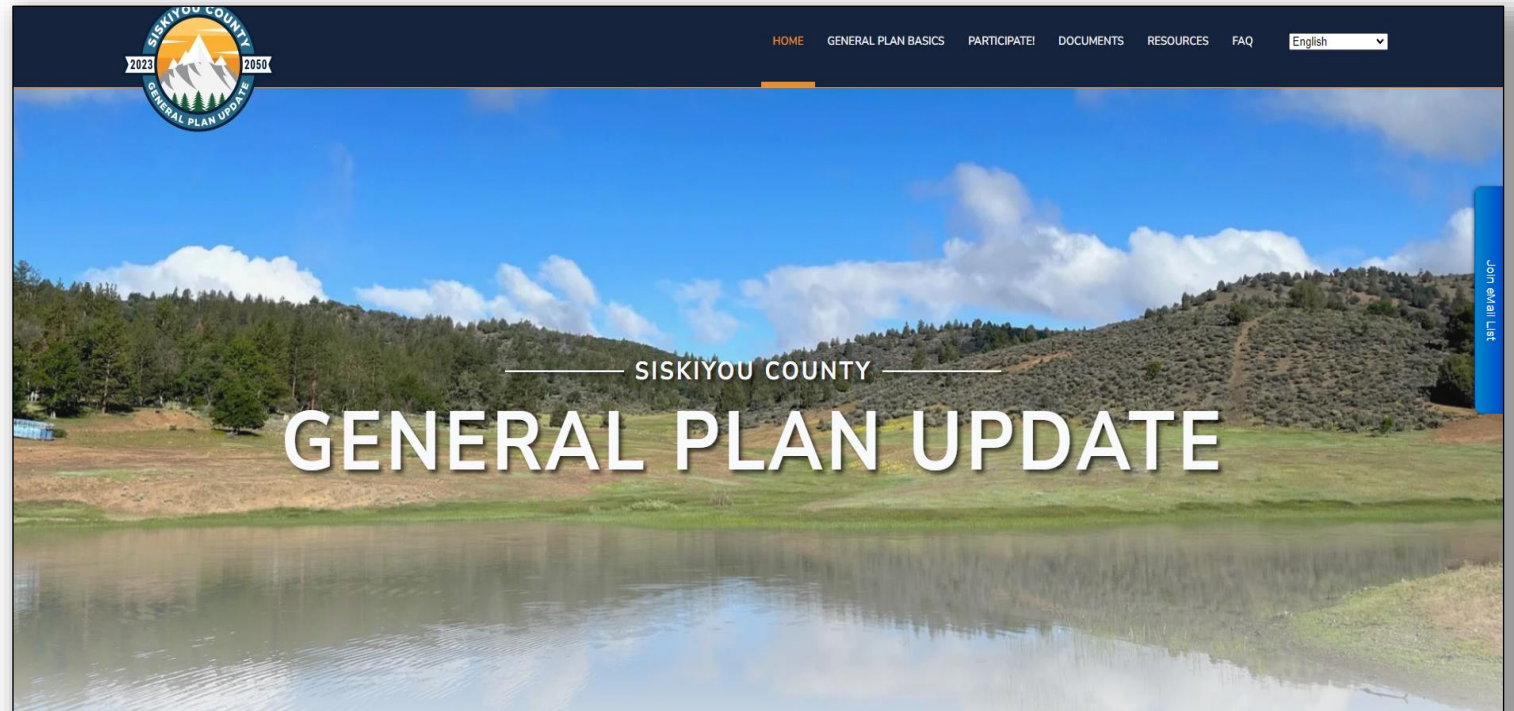 SISKIYOU COUNTY
2023 2050
GENERAL PLAN UPDATE
HOME GENERAL PLAN BASICS PARTICIPATE! DOCUMENTS RESOURCES FAQ English
Join eMail List
SISKIYOU COUNTY
GENERAL PLAN UPDATE